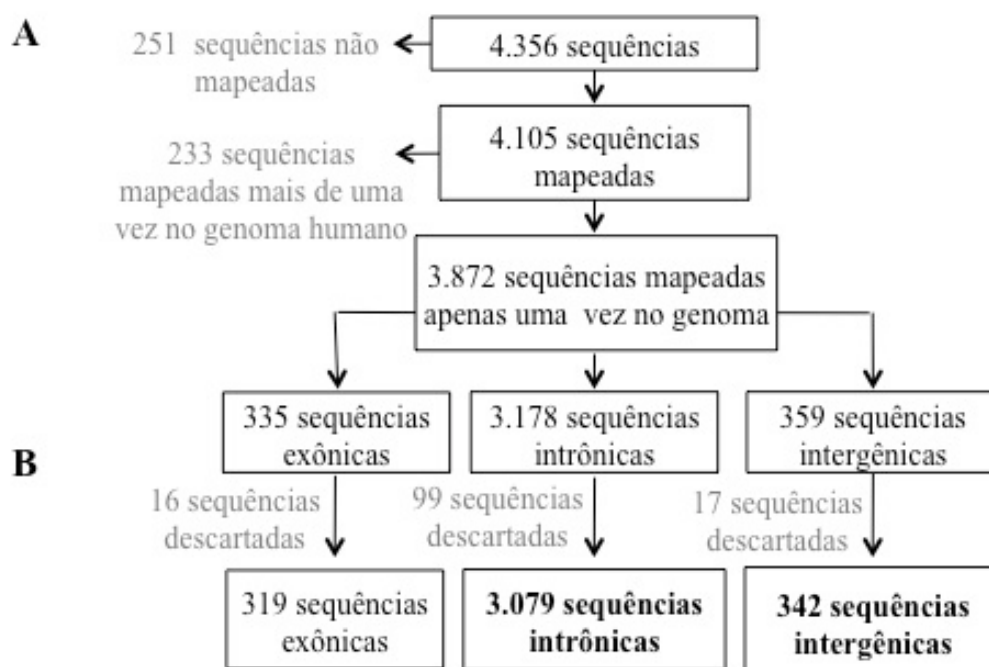 A
251 sequências não
mapeadas
4.356 sequências
4.105 sequências
mapeadas
233 sequências
mapeadas mais de uma
vez no genoma humano
3.872 sequências mapeadas
apenas uma vez no genoma
335 sequências
exônicas
3.178 sequências
intrônicas
359 sequências
intergênicas
B
16 sequências
descartadas
99 sequências
descartadas
17 sequências
descartadas
319 sequências
exônicas
3.079 sequências
intrônicas
342 sequências
intergênicas